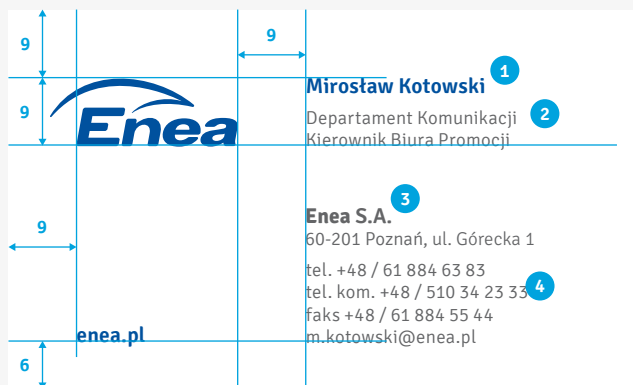 9
9
1
Mirosław Kotowski
9
Enea
Departament Komunikacji
2
Kierownik Biura Promocji
3
Enea S.A.
9
60-201 Poznań, ul. Górecka 1
tel. +48 / 61 884 63 83
tel. kom. +48 / 510 34 23 33
4
faks +48 / 61 884 55 44
enea.pl
m.kotowski@enea.pl
6